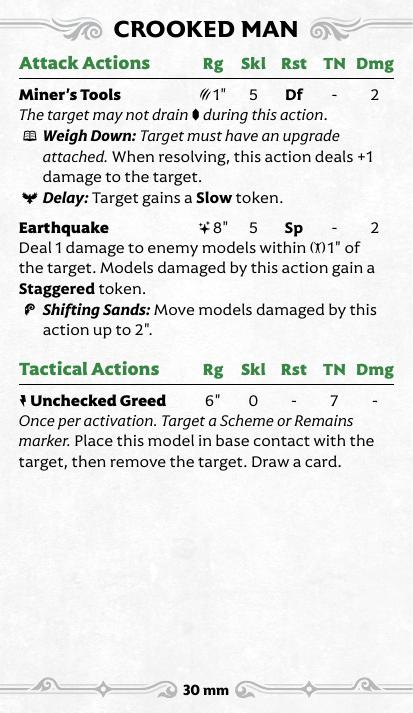 CROOKED MAN
Attack Actions Rg Skl Rst TN Dmg
Miner's Tools 1" 5 Df - 2
The target may not drain during this action.
Weigh Down: Target must have an upgrade
attached. When resolving, this action deals +1
damage to the target.
Delay: Target gains a Slow token.
Earthquake 8" 5 Sp - 2
Deal 1 damage to enemy models within 1" of
the target. Models damaged by this action gain a
Staggered token.
Shifting Sands: Move models damaged by this
action up to 2".
Tactical Actions Rg Skl Rst TN Dmg
Unchecked Greed 6" 0 - 7 -
Once per activation. Target a Scheme or Remains
marker. Place this model in base contact with the
target, then remove the target. Draw a card.
30 mm